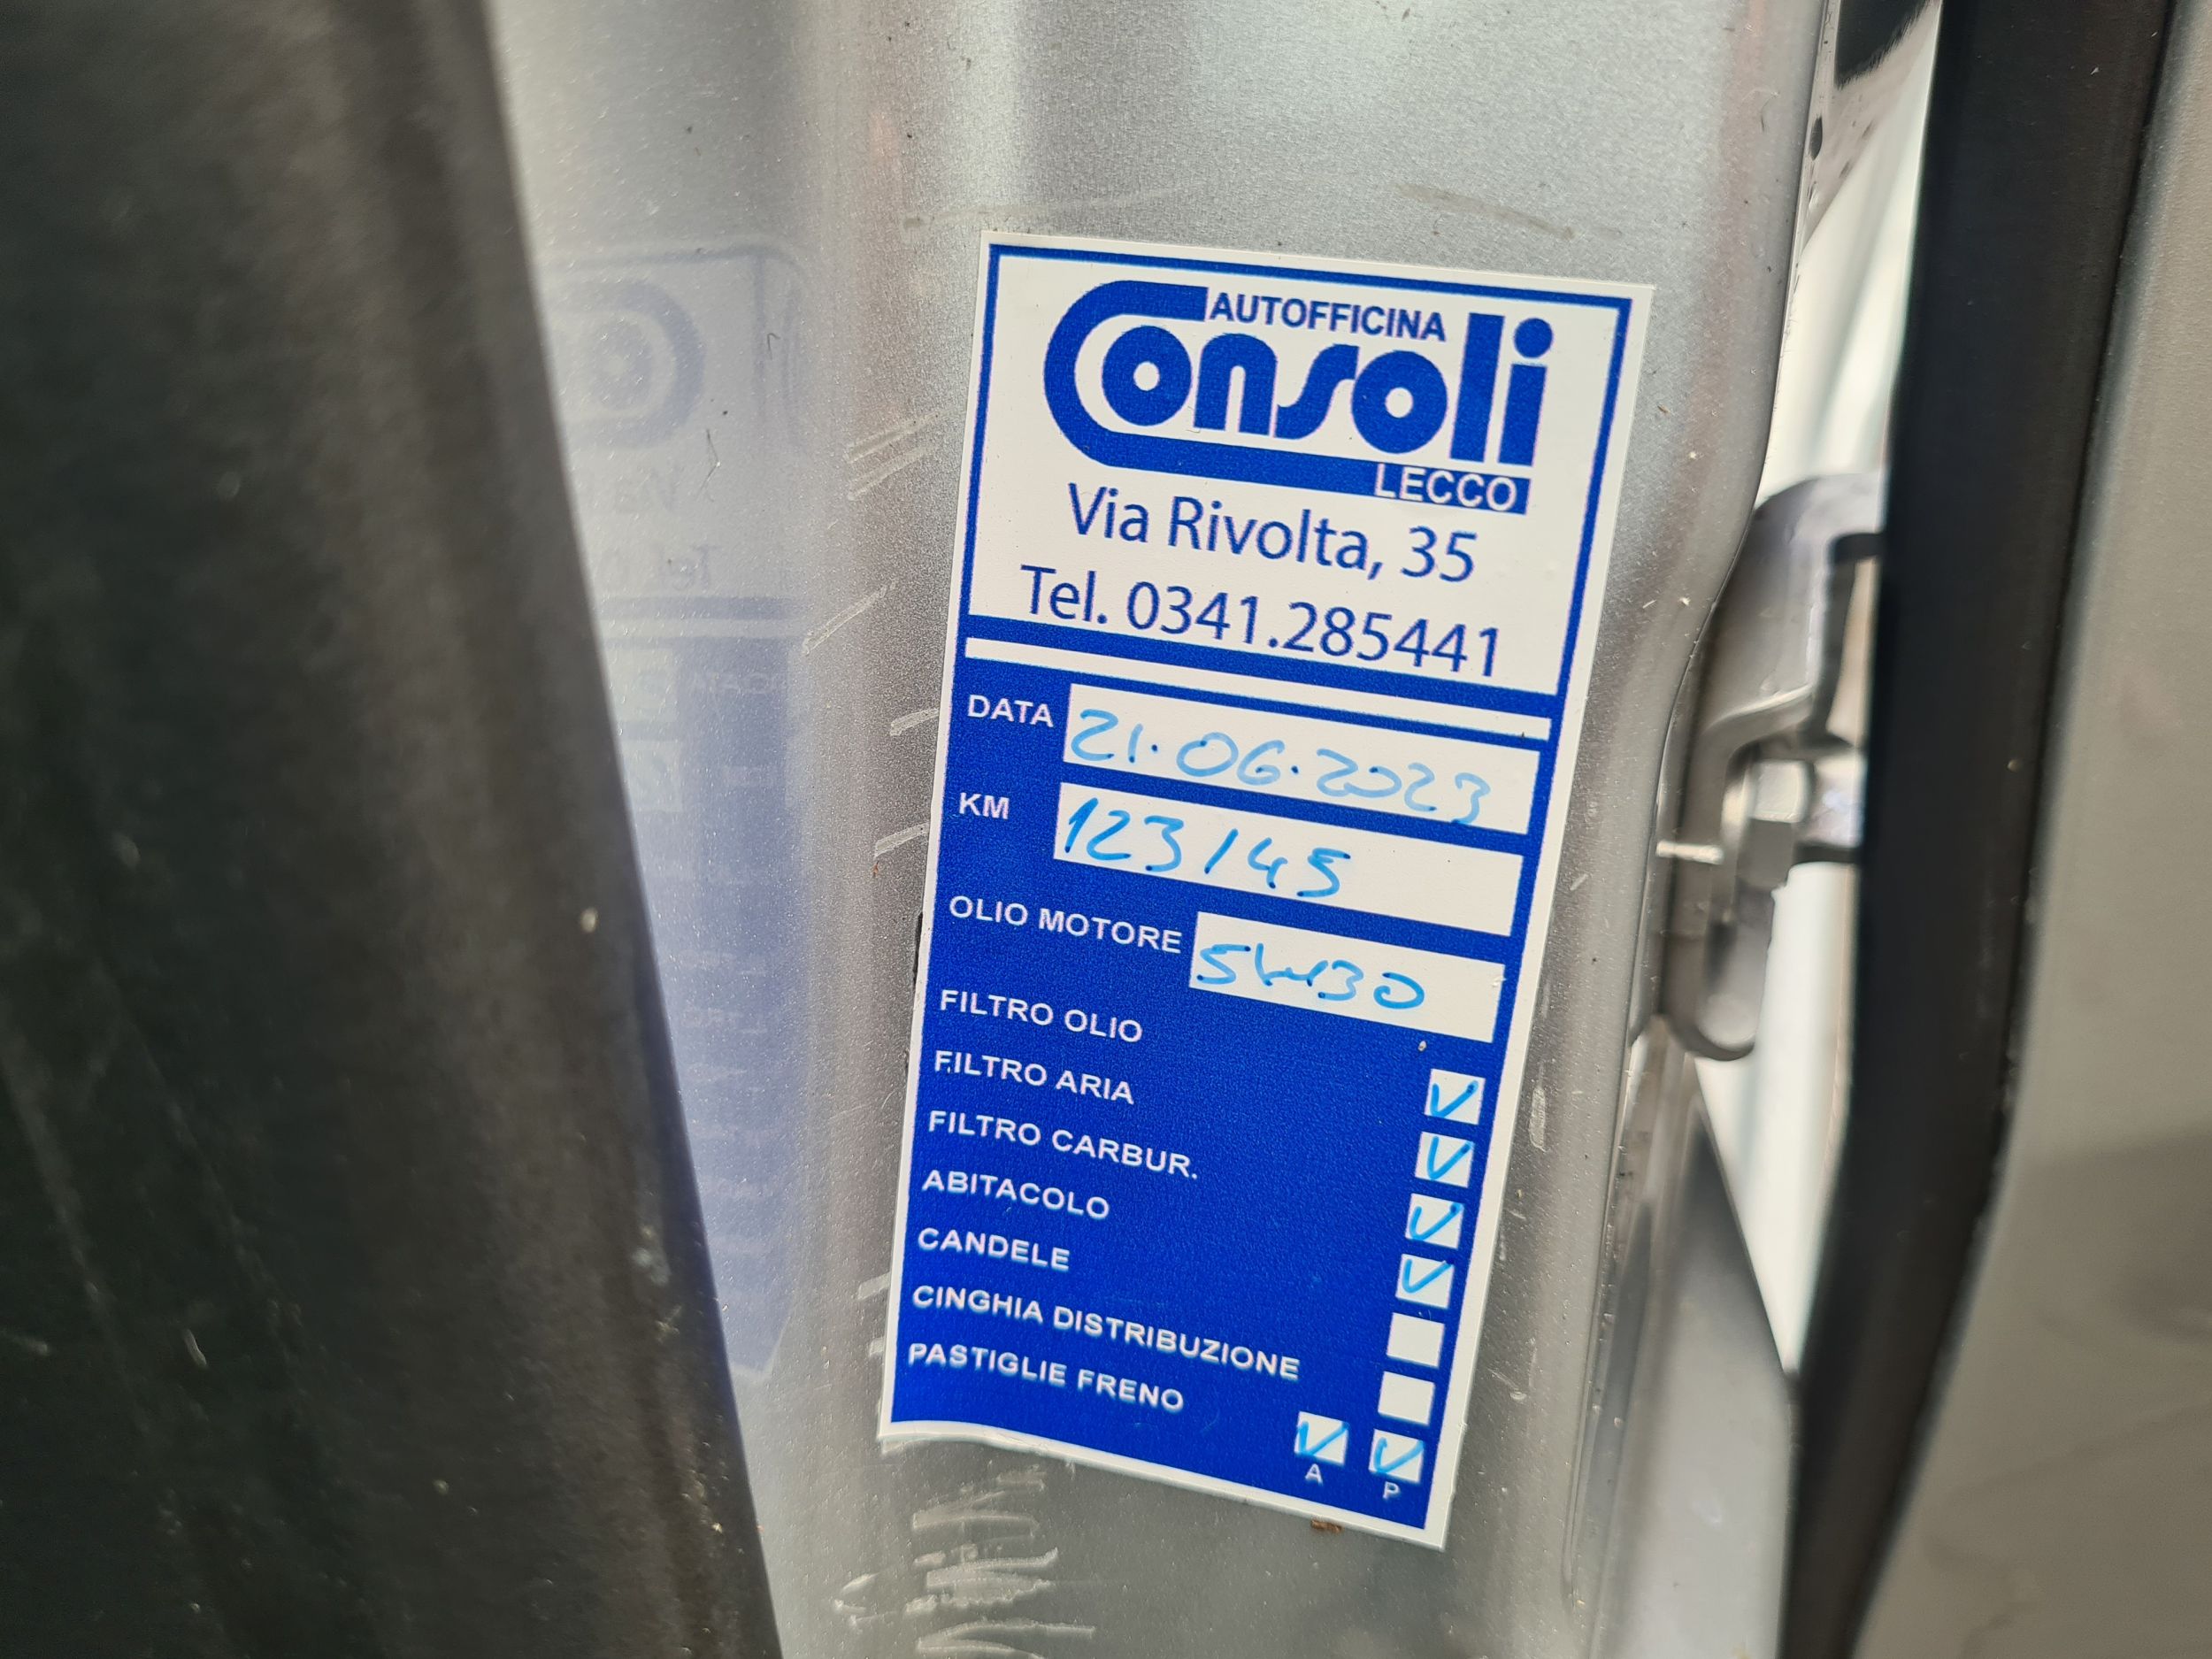 AUTOFFICINA
Consoli
LECCO
Via Rivolta, 35
Tel. 0341.285441
DATA 21.06.2023
KM 123145
OLIO MOTORE 5W30
FILTRO OLIO
FILTRO ARIA
FILTRO CARBUR.
ABITACOLO
CANDELE
CINGHIA DISTRIBUZIONE
PASTIGLIE FRENO
A P